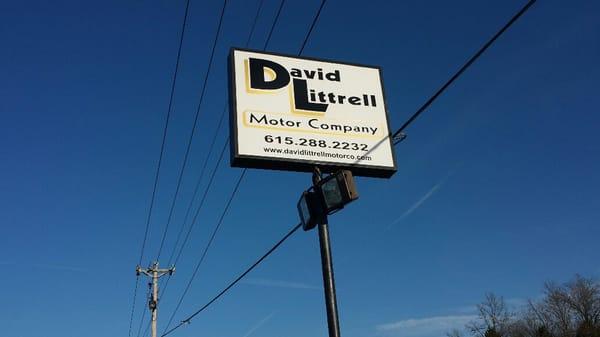 David
Littrell
Motor Company
615.288.2232
www.davidlittrellmotorco.com